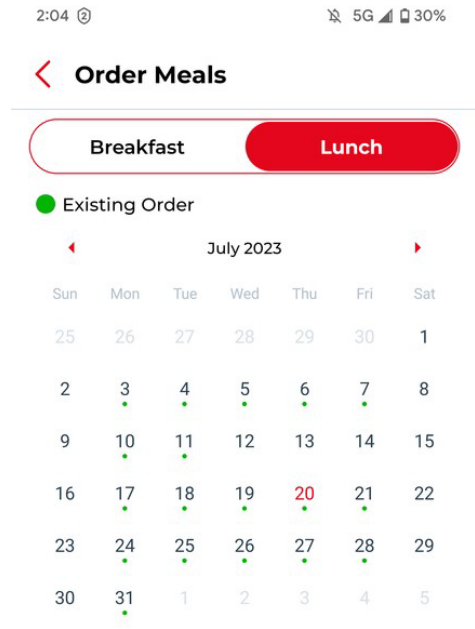 2:04 2 5G 30%
Order Meals
Breakfast Lunch
Existing Order
July 2023
Sun Mon Tue Wed Thu Fri Sat
25 26 27 28 29 30 1
2 3 4 5 6 7 8
9 10 11 12 13 14 15
16 17 18 19 20 21 22
23 24 25 26 27 28 29
30 31 1 2 3 4 5